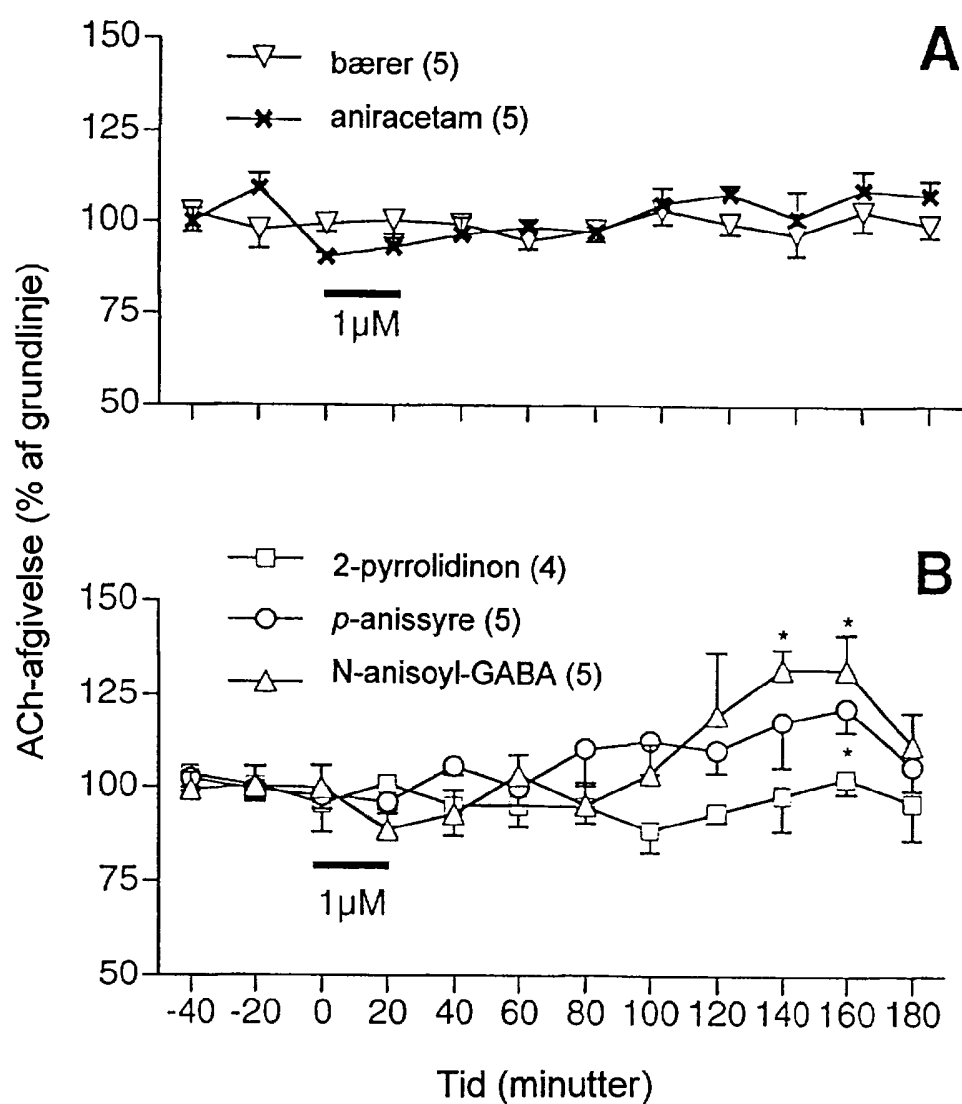 A
150
125
100
75
50
bærer (5)
aniracetam (5)
1µM
ACh-afgivelse (% af grundlinje)
B
150
125
100
75
50
2-pyrrolidinon (4)
p-anissyre (5)
N-anisoyl-GABA (5)
* *
*
1µM
-40 -20 0 20 40 60 80 100 120 140 160 180
Tid (minutter)